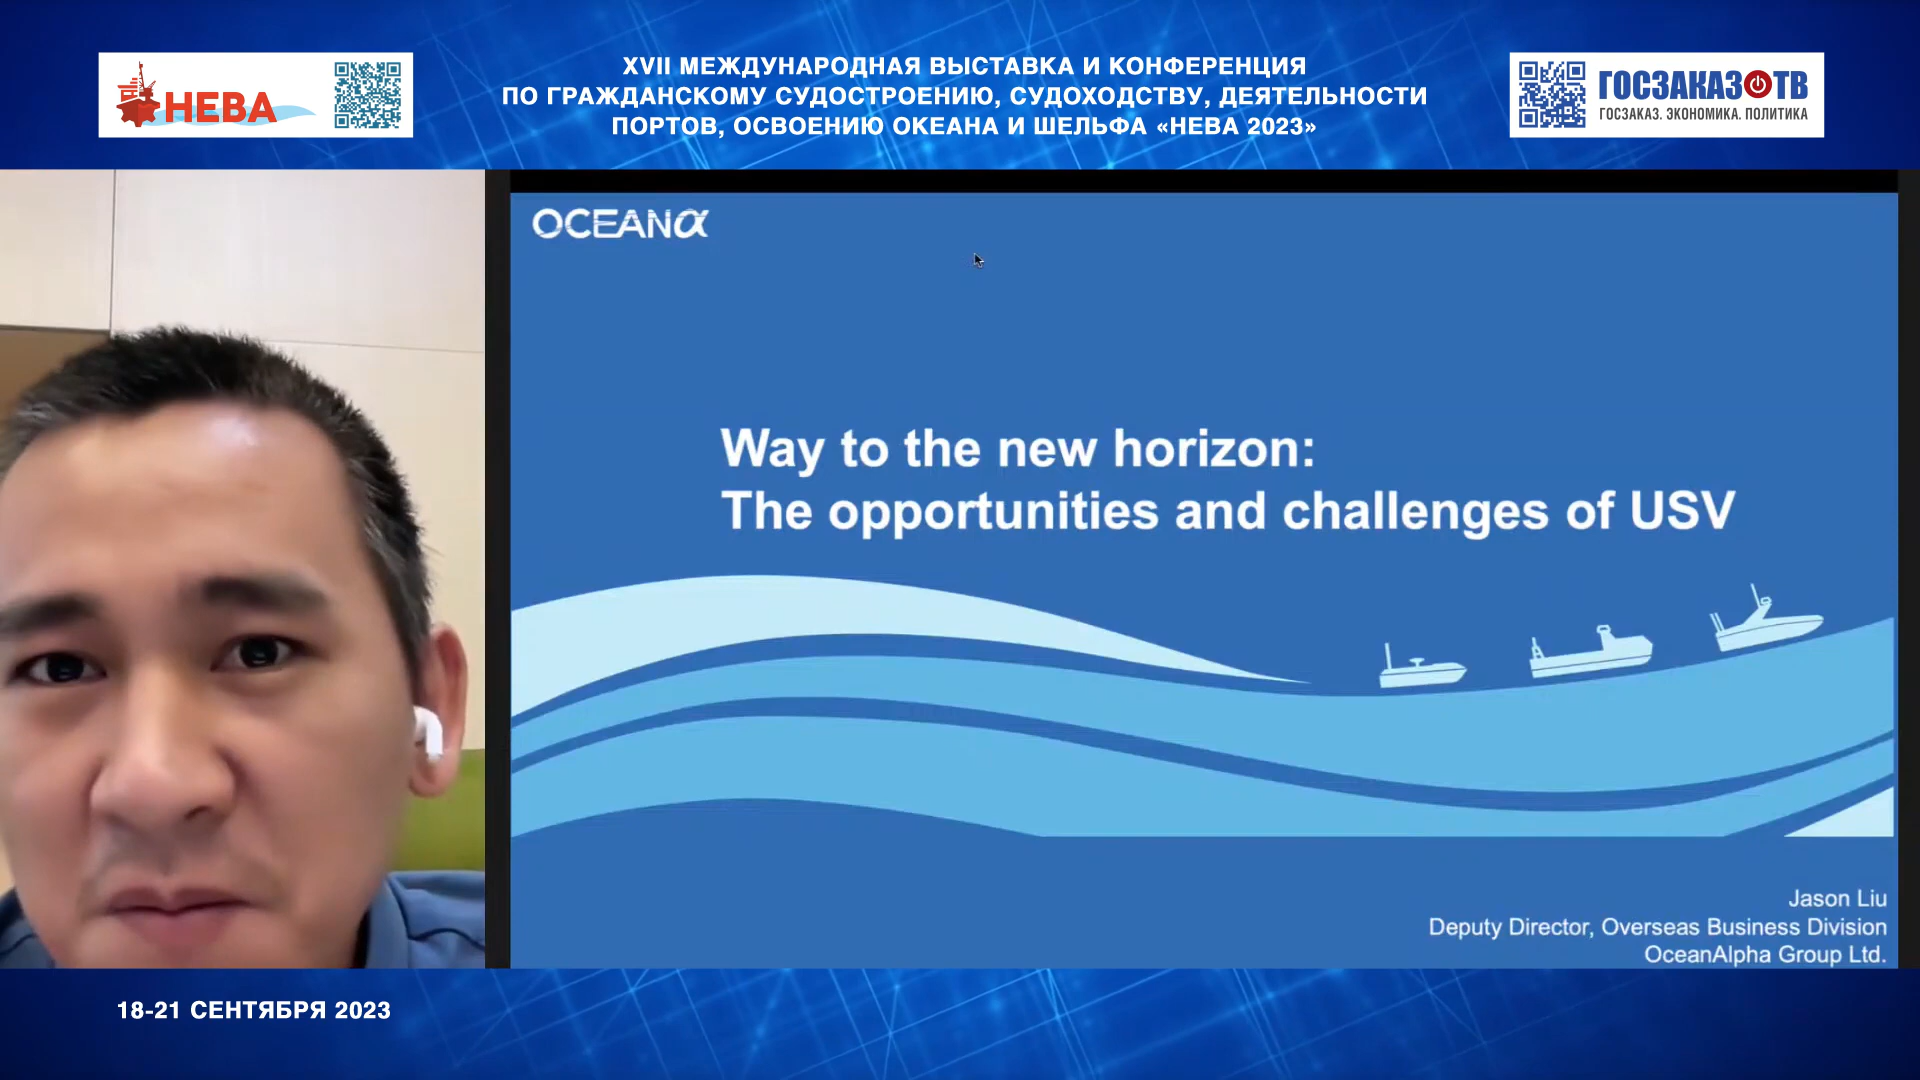 НЕВА
XVII МЕЖДУНАРОДНАЯ ВЫСТАВКА И КОНФЕРЕНЦИЯ
ПО ГРАЖДАНСКОМУ СУДОСТРОЕНИЮ, СУДОХОДСТВУ, ДЕЯТЕЛЬНОСТИ
ПОРТОВ, ОСВОЕНИЮ ОКЕАНА И ШЕЛЬФА «НЕВА 2023»
ГОСЗАКАЗ ТВ
ГОСЗАКАЗ. ЭКОНОМИКА. ПОЛИТИКА
OCEANα
Way to the new horizon:
The opportunities and challenges of USV
Jason Liu
Deputy Director, Overseas Business Division
OceanAlpha Group Ltd.
18-21 СЕНТЯБРЯ 2023